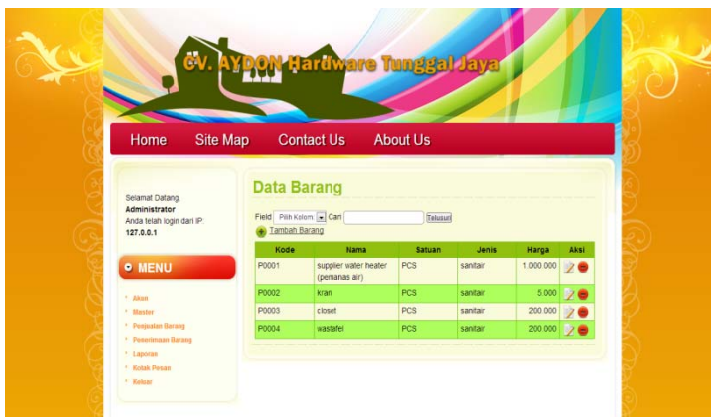 CV. AYDON Hardware Tunggal Jaya
Home Site Map Contact Us About Us
Selamat Datang
Administrator
Anda telah login dari IP:
127.0.0.1
MENU
Akun
Master
Penjualan Barang
Penerimaan Barang
Laporan
Kotak Pesan
Keluar
Data Barang
Field Pilih Kolom Cari Telusuri
Tambah Barang
Kode Nama Satuan Jenis Harga Aksi
P0001 supplier water heater PCS sanitair 1.000.000
(pemanas air)
P0002 kran PCS sanitair 5.000
P0003 closet PCS sanitair 200.000
P0004 wastafel PCS sanitair 200.000